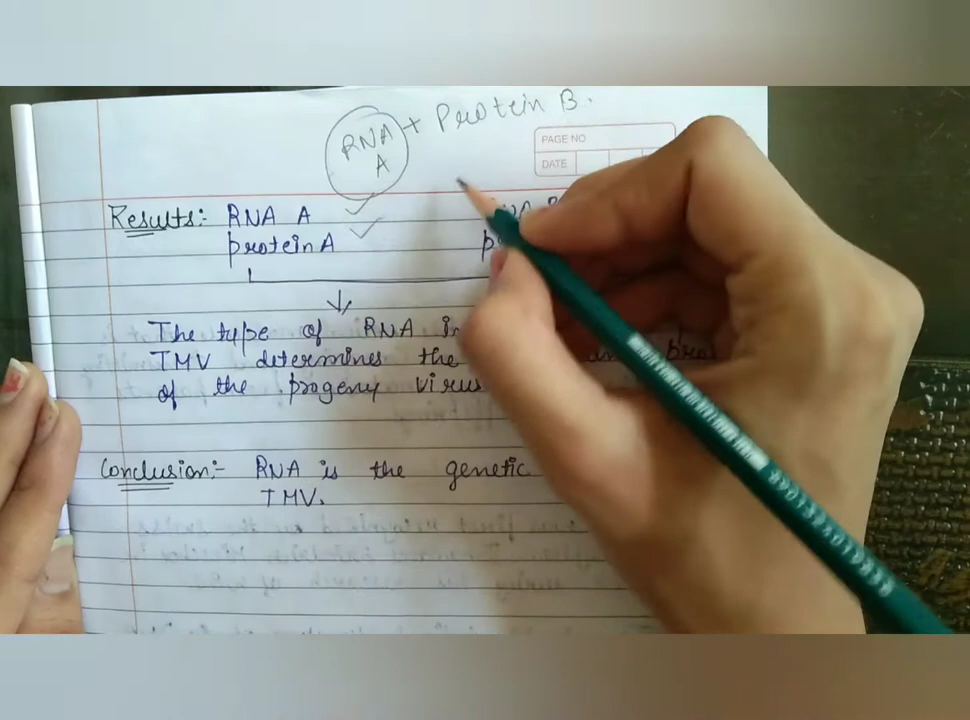 RNA A + Protein B.
PAGE NO
DATE
Results:- RNA A
protein A
The type of RNA in
TMV determines the
of the progeny virus
Conclusion:- RNA is the genetic
TMV.